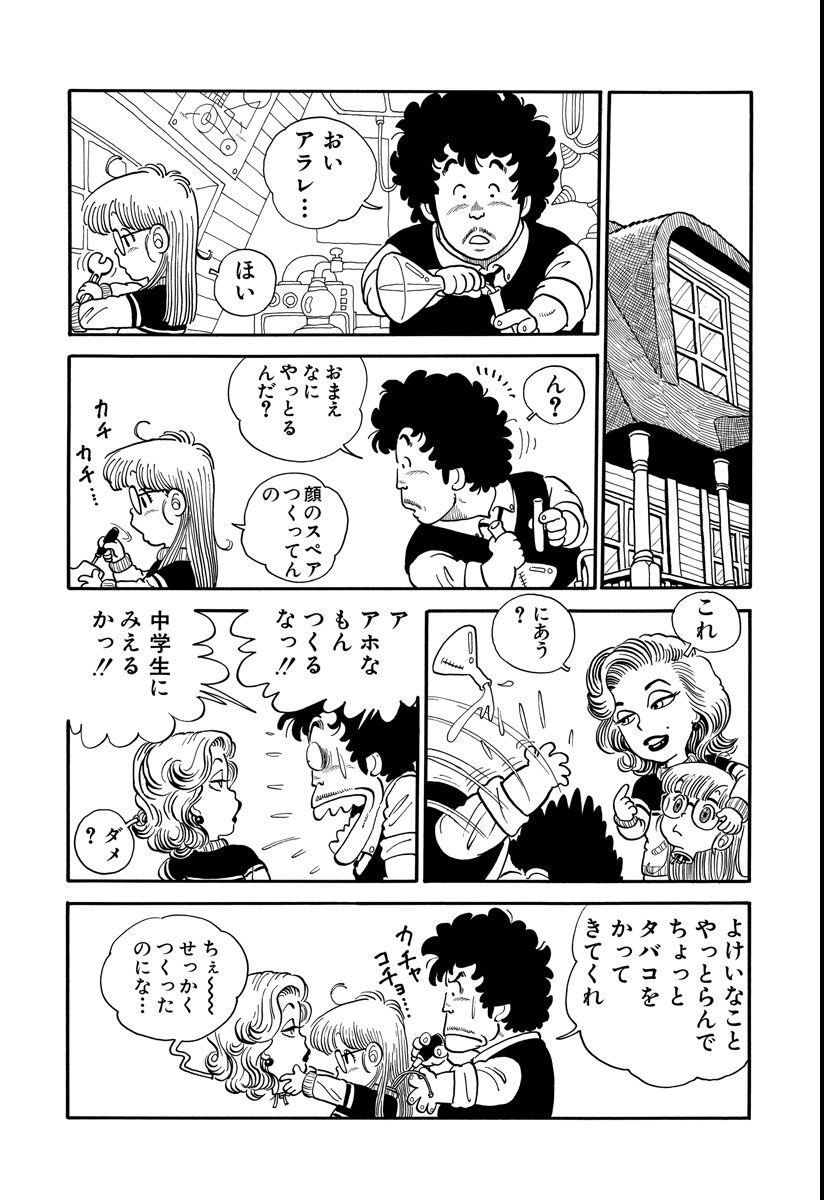 おい
アラレ…
ほい
ん？
おまえ
なに
やっとる
んだ？
顔のスペア
つくってん
の
カチ
カチ…
これ
にあう
？
ア
アホな
もん
つくる
なっ!!
中学生に
みえる
かっ!!
ダメ
？
よけいなこと
やっとらんで
ちょっと
タバコを
かって
きてくれ
カチャ
コチョ…
ちぇ〜〜
せっかく
つくった
のにな…